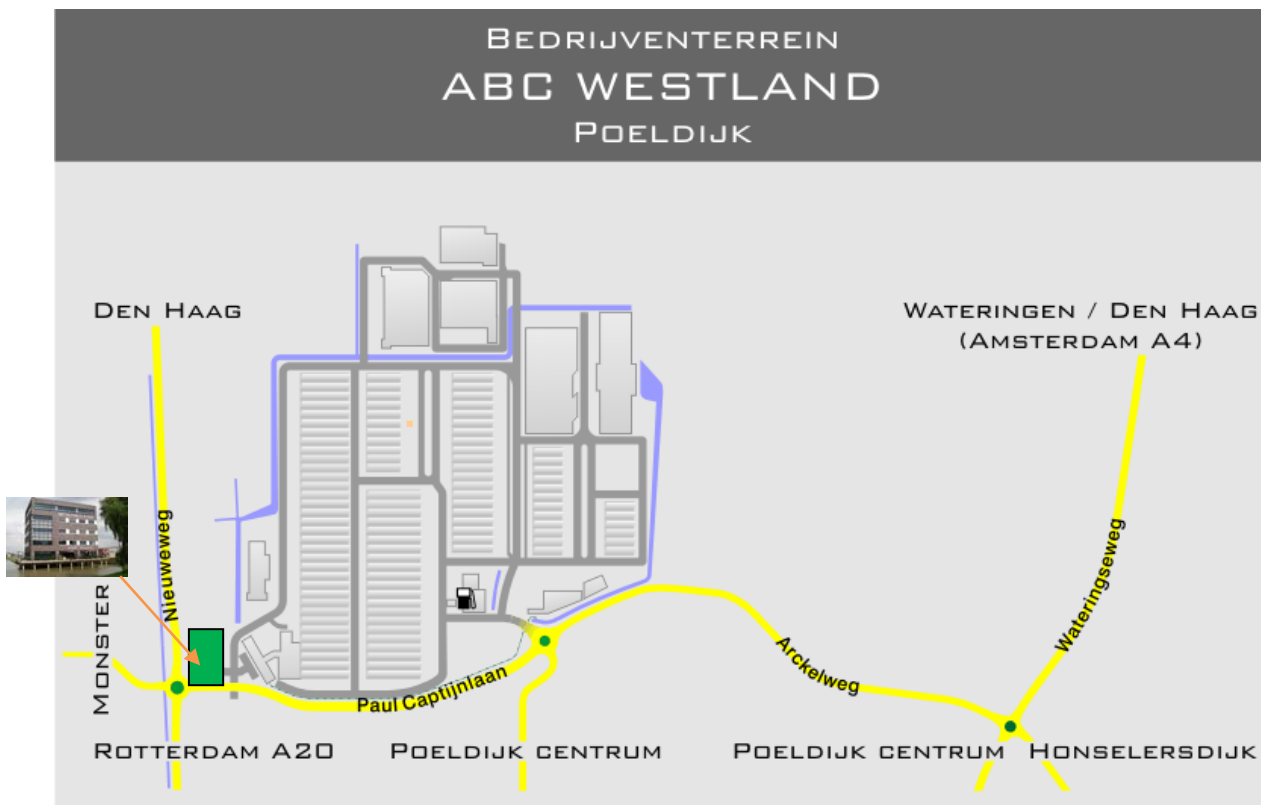 BEDRIJVENTERREIN
ABC WESTLAND
POELDIJK
DEN HAAG
WATERINGEN / DEN HAAG
(AMSTERDAM A4)
Nieuweweg
MONSTER
Wateringseweg
Arckelweg
Paul Captijnlaan
ROTTERDAM A20
POELDIJK CENTRUM
POELDIJK CENTRUM
HONSELERSDIJK